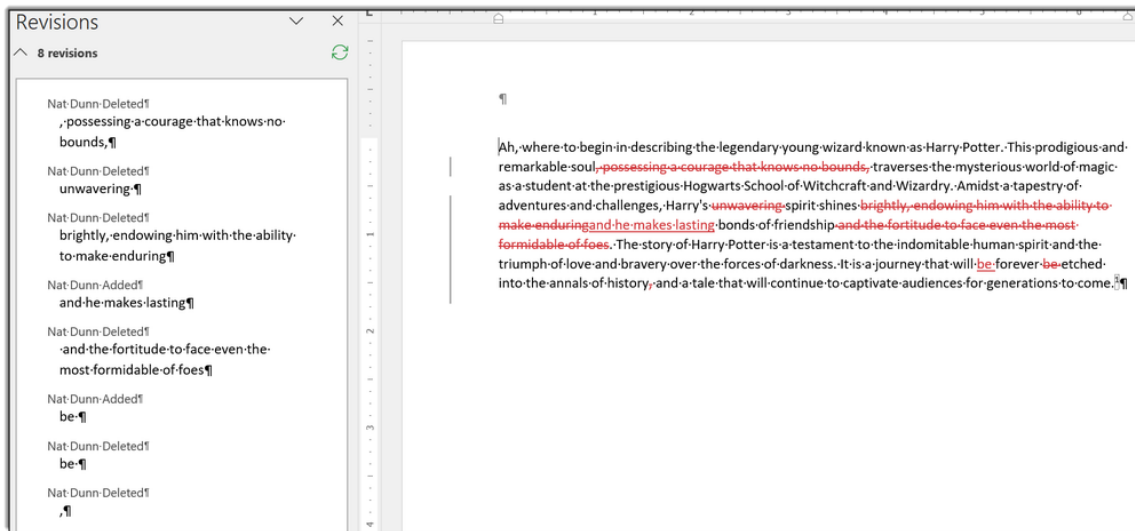 Revisions
8 revisions
Nat·Dunn·Deleted¶
,·possessing·a·courage·that·knows·no·
bounds,¶
Nat·Dunn·Deleted¶
unwavering·¶
Nat·Dunn·Deleted¶
brightly,·endowing·him·with·the·ability·
to·make·enduring¶
Nat·Dunn·Added¶
and·he·makes·lasting¶
Nat·Dunn·Deleted¶
·and·the·fortitude·to·face·even·the·
most·formidable·of·foes¶
Nat·Dunn·Added¶
be·¶
Nat·Dunn·Deleted¶
be·¶
Nat·Dunn·Deleted¶
,¶
¶
Ah,·where·to·begin·in·describing·the·legendary·young·wizard·known·as·Harry·Potter.·This·prodigious·and·
remarkable·soul,·possessing·a·courage·that·knows·no·bounds,·traverses·the·mysterious·world·of·magic·
as·a·student·at·the·prestigious·Hogwarts·School·of·Witchcraft·and·Wizardry.·Amidst·a·tapestry·of·
adventures·and·challenges,·Harry's·unwavering·spirit·shines·brightly,·endowing·him·with·the·ability·to·
make·enduringand·he·makes·lasting·bonds·of·friendship·and·the·fortitude·to·face·even·the·most·
formidable·of·foes.·The·story·of·Harry·Potter·is·a·testament·to·the·indomitable·human·spirit·and·the·
triumph·of·love·and·bravery·over·the·forces·of·darkness.·It·is·a·journey·that·will·be·forever·be·etched·
into·the·annals·of·history,·and·a·tale·that·will·continue·to·captivate·audiences·for·generations·to·come.¶
1
2
3
4